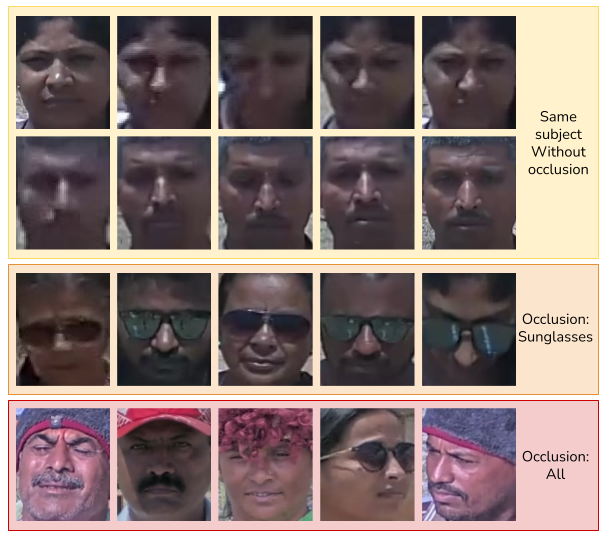 Same
subject
Without
occlusion
Occlusion:
Sunglasses
Occlusion:
All